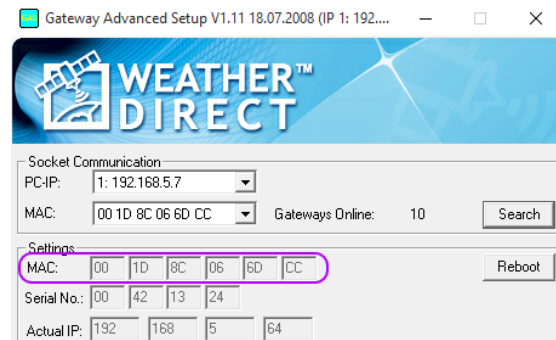 Gateway Advanced Setup V1.11 18.07.2008 (IP 1: 192....
WEATHER™
DIRECT
Socket Communication
PC-IP: 1: 192.168.5.7
MAC: 00 1D 8C 06 6D CC Gateways Online: 10 Search
Settings
MAC: 00 1D 8C 06 6D CC Reboot
Serial No.: 00 42 13 24
Actual IP: 192 168 5 64